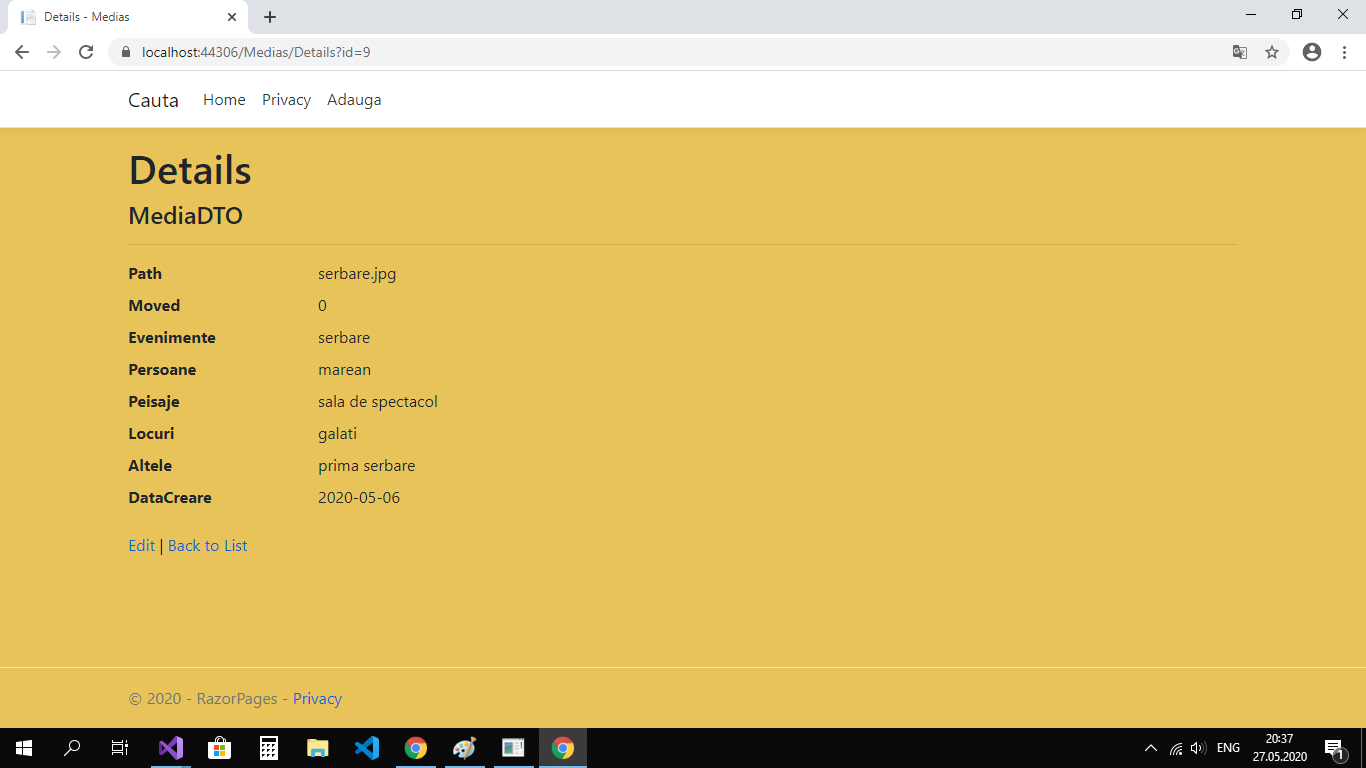 Details - Medias
localhost:44306/Medias/Details?id=9
Cauta Home Privacy Adauga
Details
MediaDTO
Path serbare.jpg
Moved 0
Evenimente serbare
Persoane marean
Peisaje sala de spectacol
Locuri galati
Altele prima serbare
DataCreare 2020-05-06
Edit | Back to List
© 2020 - RazorPages - Privacy
ENG
20:37
27.05.2020
1